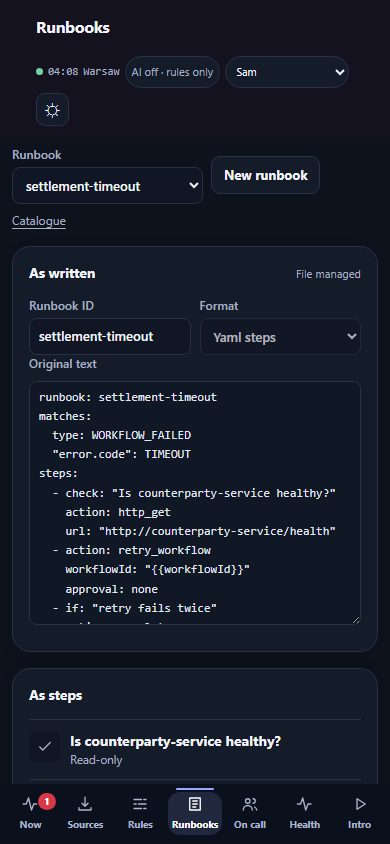 Runbooks
04:08 Warsaw
AI off · rules only
Sam
Runbook
settlement-timeout
New runbook
Catalogue
As written
File managed
Runbook ID
Format
settlement-timeout
Yaml steps
Original text
runbook: settlement-timeout
matches:
  type: WORKFLOW_FAILED
  "error.code": TIMEOUT
steps:
  - check: "Is counterparty-service healthy?"
    action: http_get
    url: "http://counterparty-service/health"
  - action: retry_workflow
    workflowId: "{{workflowId}}"
    approval: none
  - if: "retry fails twice"
As steps
Is counterparty-service healthy?
Read-only
1
Now
Sources
Rules
Runbooks
On call
Health
Intro